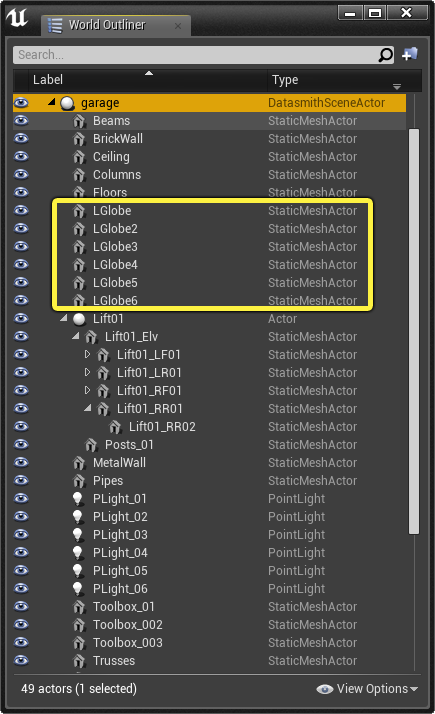 World Outliner
Search...
Label Type
garage DatasmithSceneActor
Beams StaticMeshActor
BrickWall StaticMeshActor
Ceiling StaticMeshActor
Columns StaticMeshActor
Floors StaticMeshActor
LGlobe StaticMeshActor
LGlobe2 StaticMeshActor
LGlobe3 StaticMeshActor
LGlobe4 StaticMeshActor
LGlobe5 StaticMeshActor
LGlobe6 StaticMeshActor
Lift01 Actor
Lift01_Elv StaticMeshActor
Lift01_LF01 StaticMeshActor
Lift01_LR01 StaticMeshActor
Lift01_RF01 StaticMeshActor
Lift01_RR01 StaticMeshActor
Lift01_RR02 StaticMeshActor
Posts_01 StaticMeshActor
MetalWall StaticMeshActor
Pipes StaticMeshActor
PLight_01 PointLight
PLight_02 PointLight
PLight_03 PointLight
PLight_04 PointLight
PLight_05 PointLight
PLight_06 PointLight
Toolbox_01 StaticMeshActor
Toolbox_002 StaticMeshActor
Toolbox_003 StaticMeshActor
Trusses StaticMeshActor
49 actors (1 selected) View Options